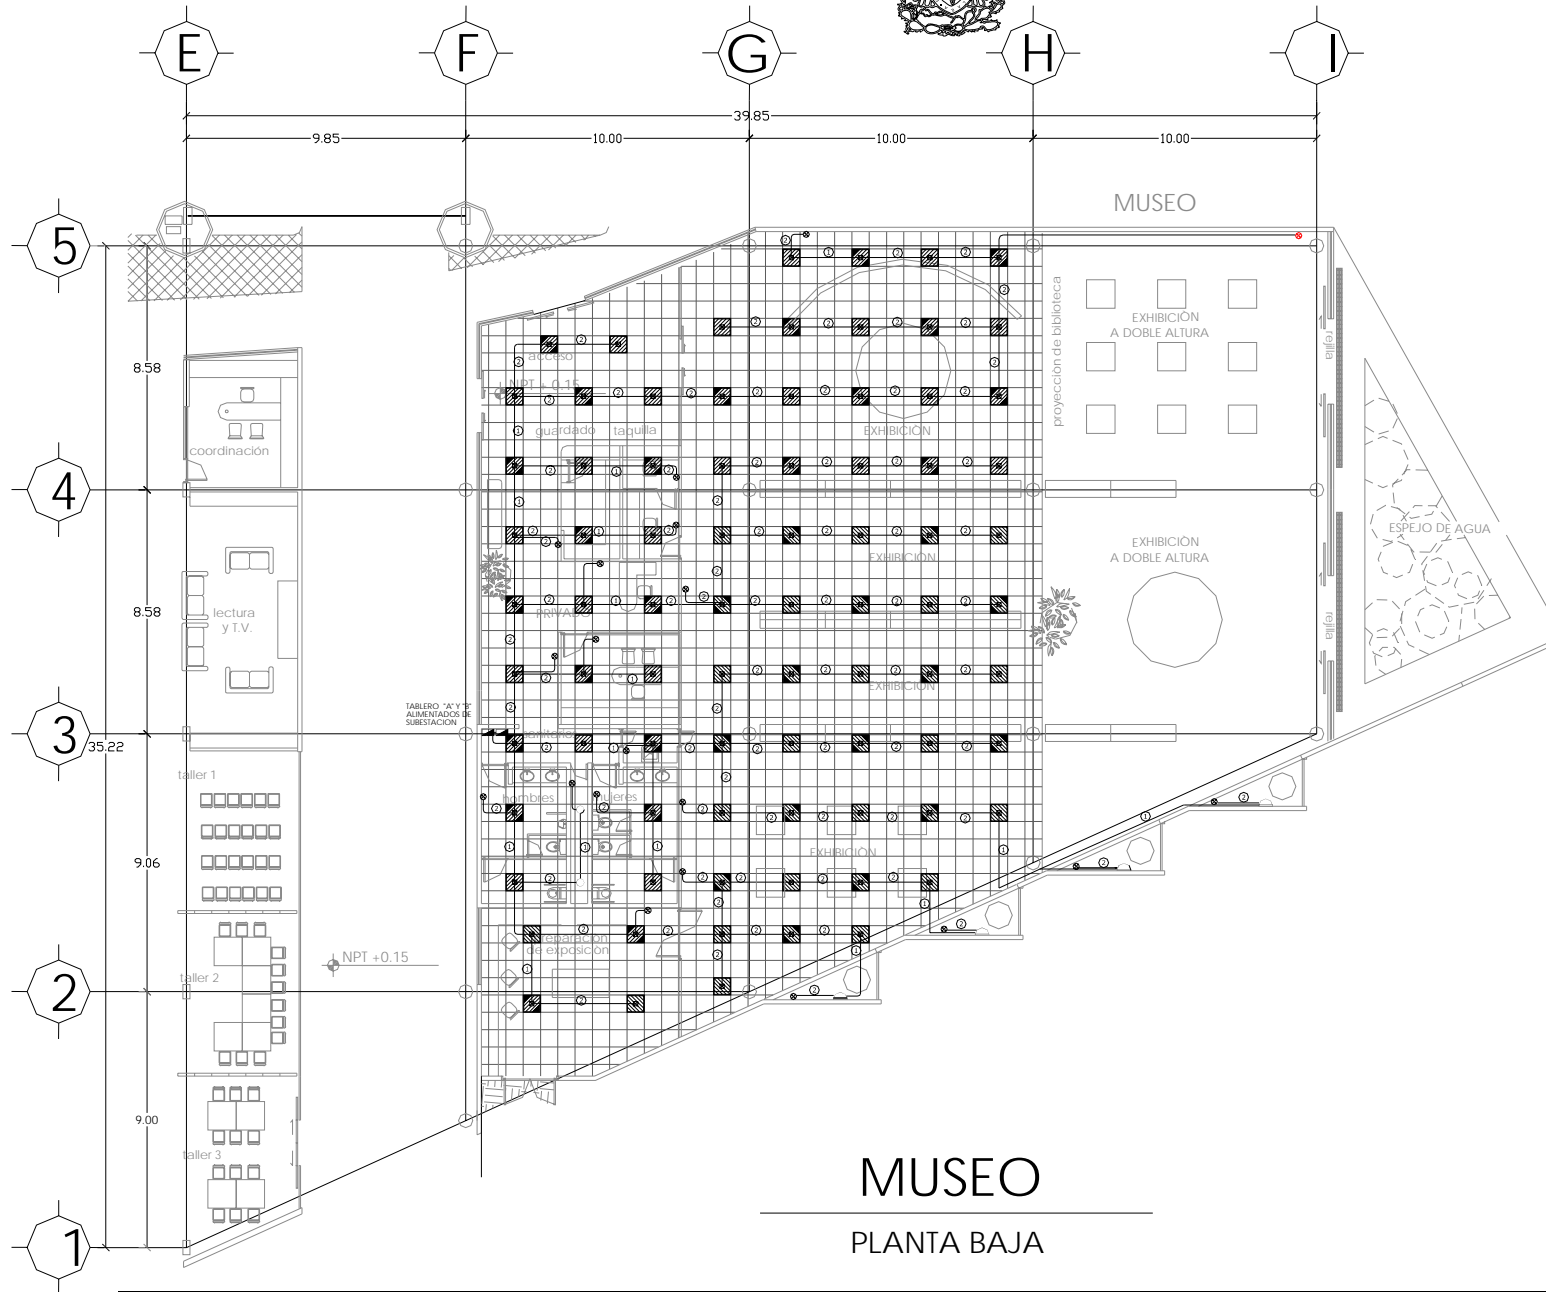 E
F
G
H
I
39.85
9.85
10.00
10.00
10.00
MUSEO
5
4
3
2
1
8.58
8.58
35.22
9.06
9.00
acceso
NPT + 0.15
guardado
taquilla
EXHIBICIÓN
proyección de biblioteca
EXHIBICIÓN
A DOBLE ALTURA
rejilla
coordinación
ESPEJO DE AGUA
EXHIBICIÓN
EXHIBICIÓN
A DOBLE ALTURA
lectura
y T.V.
PRIVADO
rejilla
EXHIBICIÓN
TABLERO "A" Y "B"
ALIMENTADOS DE
SUBESTACION
sanitarios
taller 1
hombres
mujeres
EXHIBICIÓN
preparación
de exposición
NPT +0.15
taller 2
taller 3
MUSEO
PLANTA BAJA